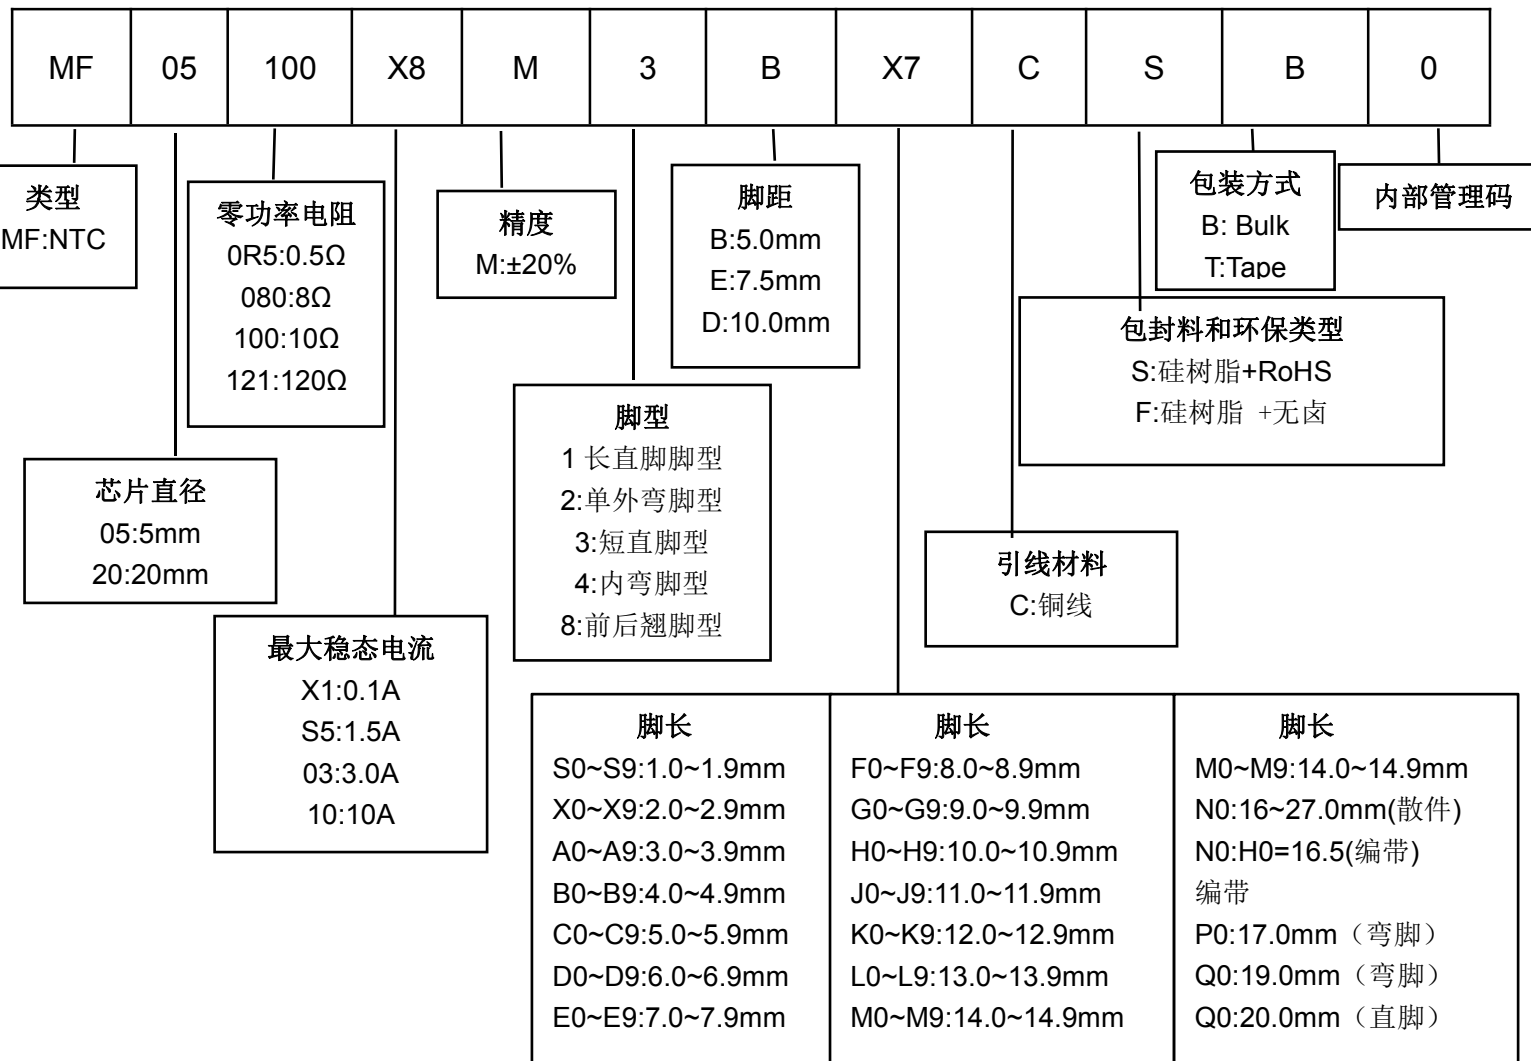 MF 05 100 X8 M 3 B X7 C S B 0
类型
MF:NTC
零功率电阻
0R5:0.5Ω
080:8Ω
100:10Ω
121:120Ω
精度
M:±20%
脚距
B:5.0mm
E:7.5mm
D:10.0mm
包装方式
B: Bulk
T:Tape
内部管理码
包封料和环保类型
S:硅树脂+RoHS
F:硅树脂 +无卤
芯片直径
05:5mm
20:20mm
脚型
1 长直脚脚型
2:单外弯脚型
3:短直脚型
4:内弯脚型
8:前后翘脚型
引线材料
C:铜线
最大稳态电流
X1:0.1A
S5:1.5A
03:3.0A
10:10A
脚长
S0~S9:1.0~1.9mm
X0~X9:2.0~2.9mm
A0~A9:3.0~3.9mm
B0~B9:4.0~4.9mm
C0~C9:5.0~5.9mm
D0~D9:6.0~6.9mm
E0~E9:7.0~7.9mm
脚长
F0~F9:8.0~8.9mm
G0~G9:9.0~9.9mm
H0~H9:10.0~10.9mm
J0~J9:11.0~11.9mm
K0~K9:12.0~12.9mm
L0~L9:13.0~13.9mm
M0~M9:14.0~14.9mm
脚长
M0~M9:14.0~14.9mm
N0:16~27.0mm(散件)
N0:H0=16.5(编带)
编带
P0:17.0mm（弯脚）
Q0:19.0mm（弯脚）
Q0:20.0mm（直脚）